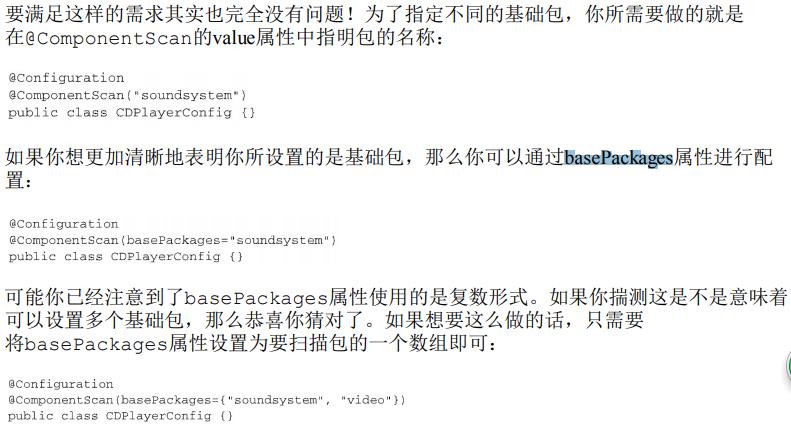 要满足这样的需求其实也完全没有问题！为了指定不同的基础包，你所需要做的就是
在@ComponentScan的value属性中指明包的名称：
@Configuration
@ComponentScan("soundsystem")
public class CDPlayerConfig {}
如果你想更加清晰地表明你所设置的是基础包，那么你可以通过basePackages属性进行配
置：
@Configuration
@ComponentScan(basePackages="soundsystem")
public class CDPlayerConfig {}
可能你已经注意到了basePackages属性使用的是复数形式。如果你揣测这是不是意味着
可以设置多个基础包，那么恭喜你猜对了。如果想要这么做的话，只需要
将basePackages属性设置为要扫描包的一个数组即可：
@Configuration
@ComponentScan(basePackages={"soundsystem", "video"})
public class CDPlayerConfig {}